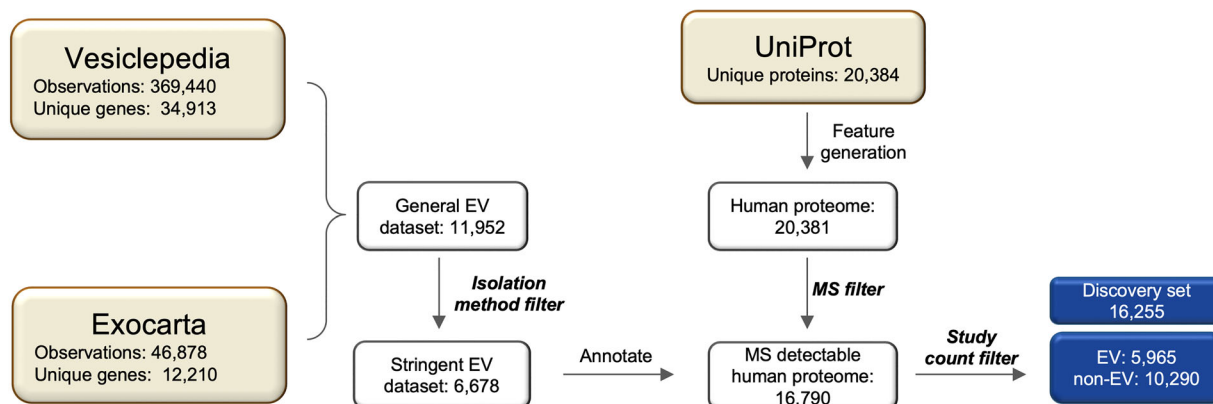 Vesiclepedia
Observations: 369,440
Unique genes: 34,913
UniProt
Unique proteins: 20,384
Feature
generation
General EV
dataset: 11,952
Human proteome:
20,381
Isolation
method filter
MS filter
Exocarta
Observations: 46,878
Unique genes: 12,210
Stringent EV
dataset: 6,678
Annotate
MS detectable
human proteome:
16,790
Study
count filter
Discovery set
16,255
EV: 5,965
non-EV: 10,290